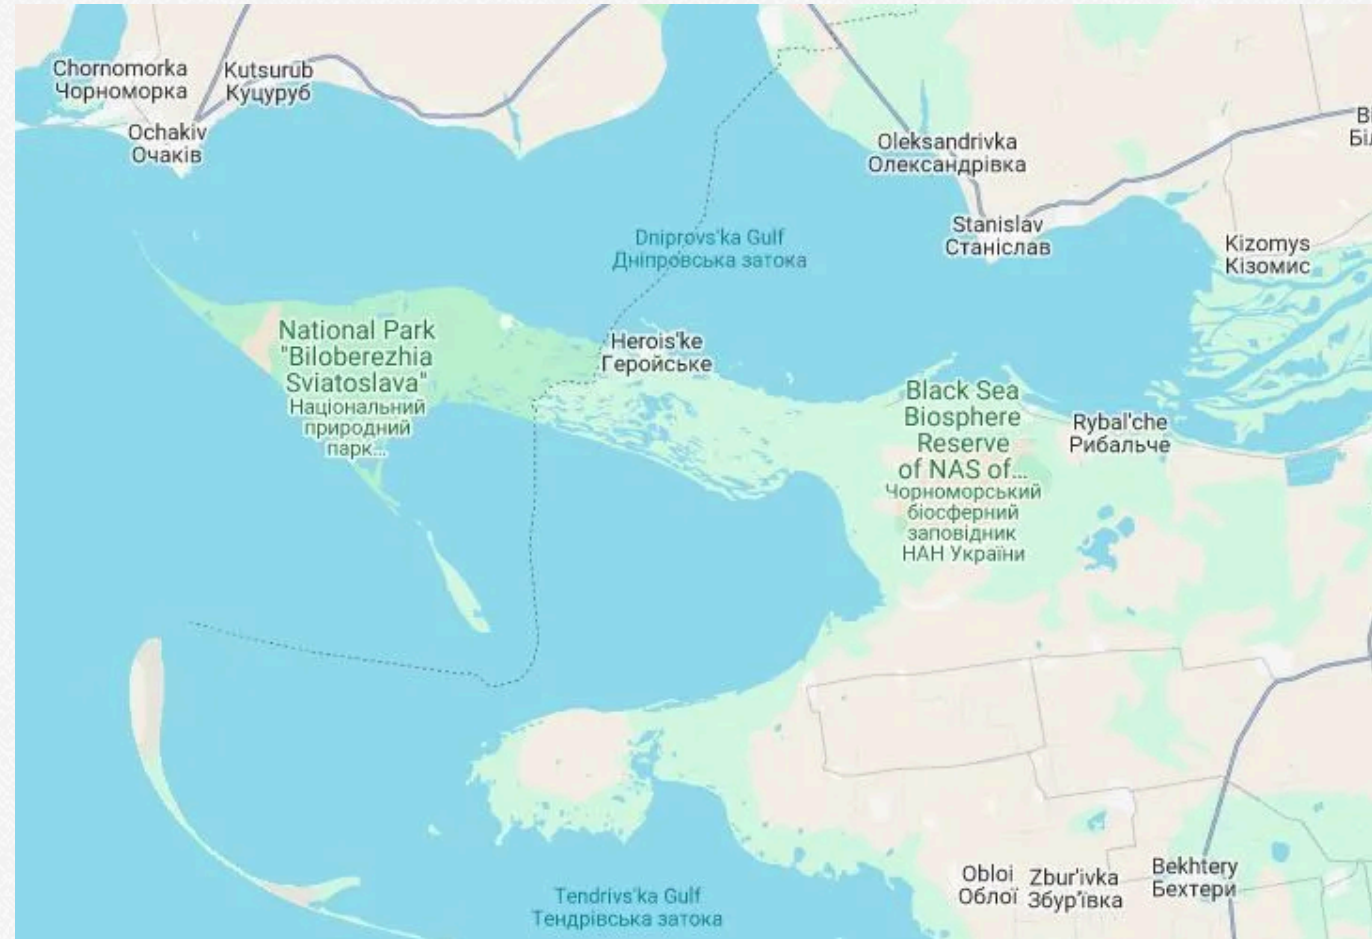 Chornomorka
Чорноморка
Kutsurub
Куцуруб
Ochakiv
Очаків
Oleksandrivka
Олександрівка
Stanislav
Станіслав
Kizomys
Кізомис
Dniprovs'ka Gulf
Дніпровська затока
Herois'ke
Геройське
National Park
"Biloberezhia
Sviatoslava"
Національний
природний
парк...
Black Sea
Biosphere
Reserve
of NAS of...
Чорноморський
біосферний
заповідник
НАН України
Rybal'che
Рибальче
Obloi
Облої
Zbur'ivka
Збур'ївка
Bekhtery
Бехтери
Tendrivs'ka Gulf
Тендрівська затока